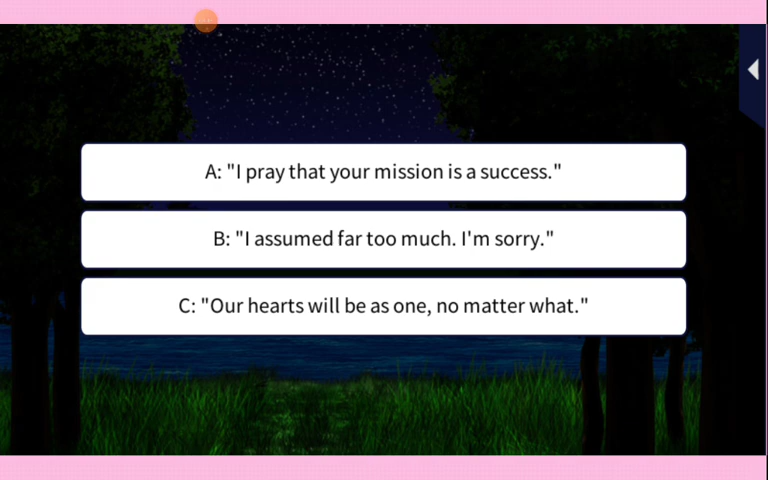 A: "I pray that your mission is a success."
B: "I assumed far too much. I'm sorry."
C: "Our hearts will be as one, no matter what."